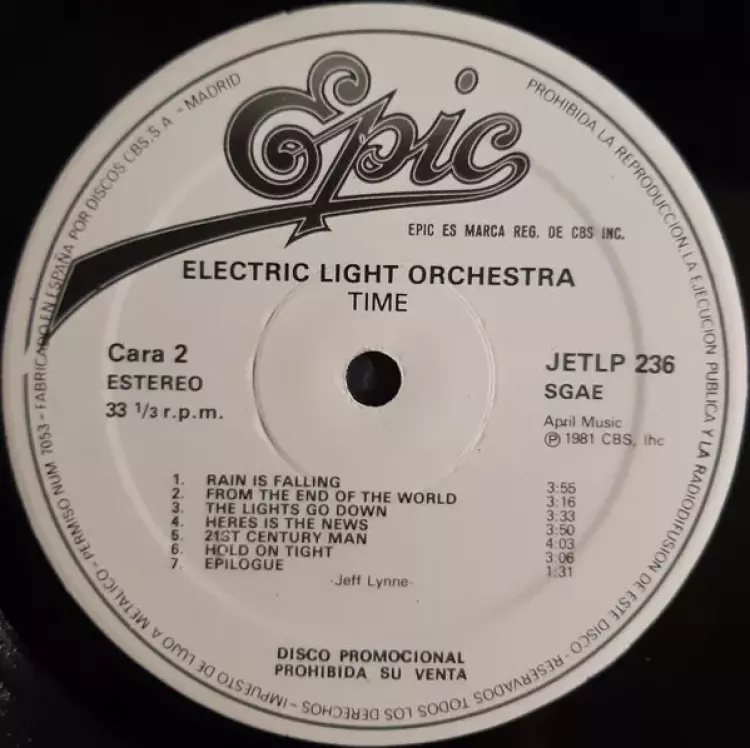 Epic
EPIC ES MARCA REG. DE CBS INC.
ELECTRIC LIGHT ORCHESTRA
TIME
Cara 2
ESTEREO
33 1/3 r.p.m.
JETLP 236
SGAE
April Music
Ⓟ 1981 CBS, Inc
1. RAIN IS FALLING 3:55
2. FROM THE END OF THE WORLD 3:16
3. THE LIGHTS GO DOWN 3:33
4. HERES IS THE NEWS 3:50
5. 21ST CENTURY MAN 4:03
6. HOLD ON TIGHT 3:06
7. EPILOGUE 1:31
-Jeff Lynne-
DISCO PROMOCIONAL
PROHIBIDA SU VENTA
PROHIBIDA LA REPRODUCCION, LA EJECUCION PUBLICA Y LA RADIODIFUSION DE ESTE DISCO - RESERVADOS TODOS LOS DERECHOS - IMPUESTO DE LUJO A METALICO - PERMISO NUM 7053 - FABRICADO EN ESPAÑA POR DISCOS CBS, S.A. - MADRID